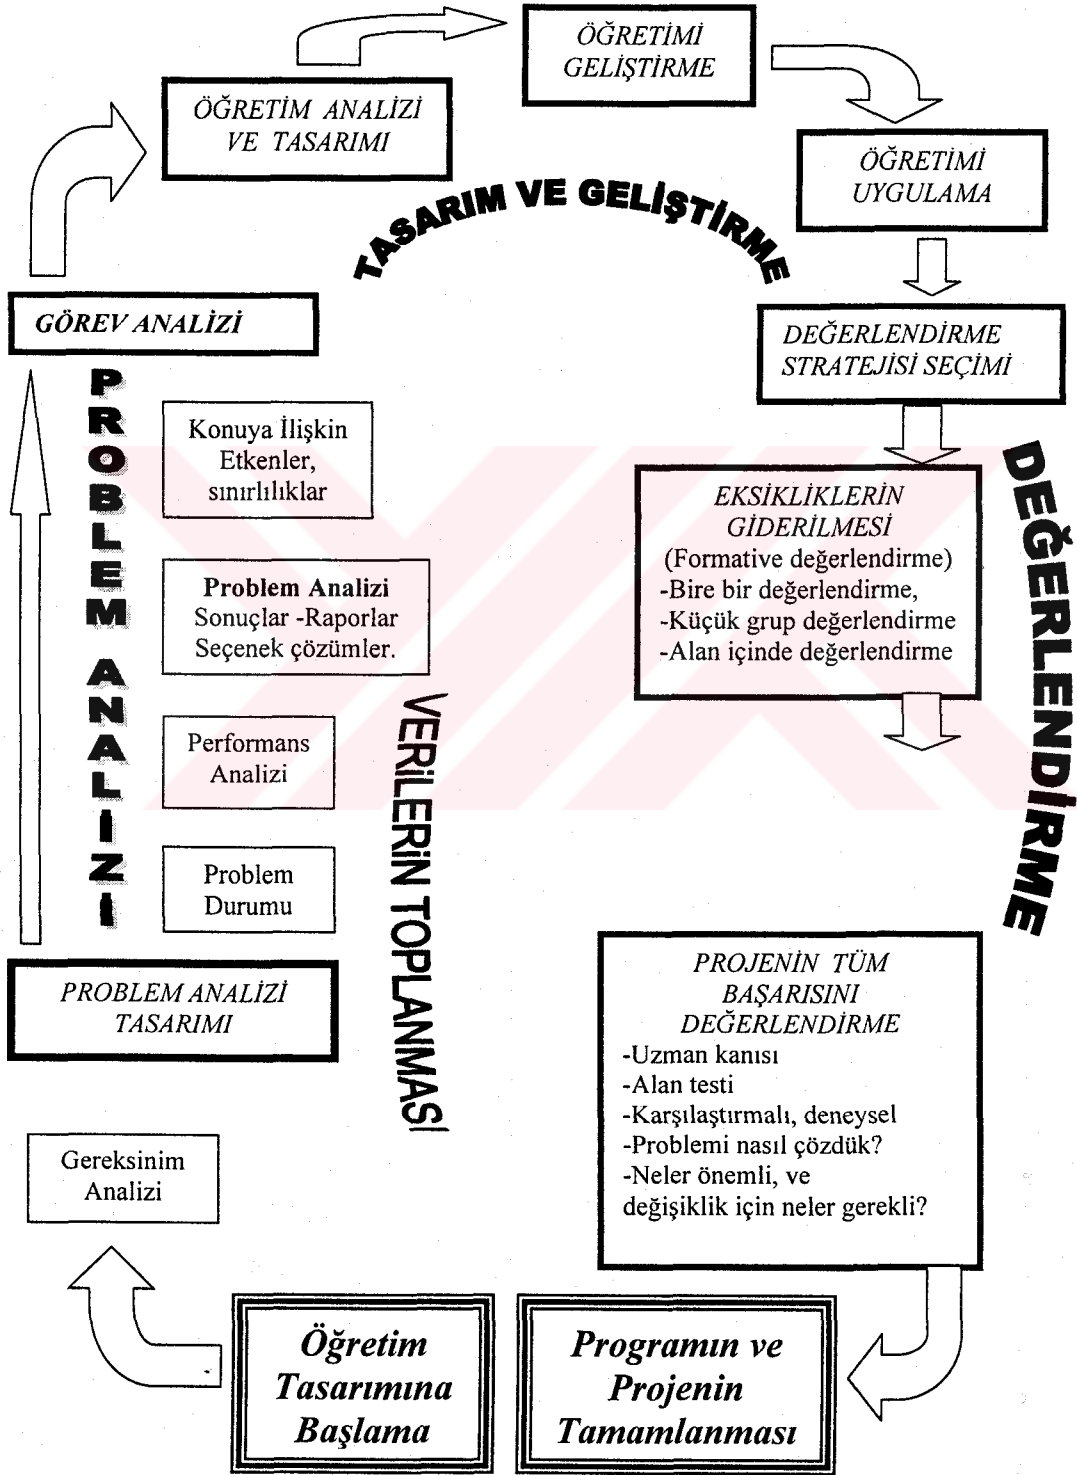 ÖĞRETİMİ
GELİŞTİRME
ÖĞRETİM ANALİZİ
VE TASARIMI
ÖĞRETİMİ
UYGULAMA
TASARIM VE GELİŞTİRME
GÖREV ANALİZİ
DEĞERLENDİRME
STRATEJİSİ SEÇİMİ
PROBLEM ANALİZİ
Konuya İlişkin
Etkenler,
sınırlılıklar
Problem Analizi
Sonuçlar -Raporlar
Seçenek çözümler.
Performans
Analizi
Problem
Durumu
VERİLERİN TOPLANMASI
EKSİKLİKLERİN
GİDERİLMESİ
(Formative değerlendirme)
-Bire bir değerlendirme,
-Küçük grup değerlendirme
-Alan içinde değerlendirme
DEĞERLENDİRME
PROBLEM ANALİZİ
TASARIMI
PROJENİN TÜM
BAŞARISINI
DEĞERLENDİRME
-Uzman kanısı
-Alan testi
-Karşılaştırmalı, deneysel
-Problemi nasıl çözdük?
-Neler önemli, ve
değişiklik için neler gerekli?
Gereksinim
Analizi
Öğretim
Tasarımına
Başlama
Programın ve
Projenin
Tamamlanması